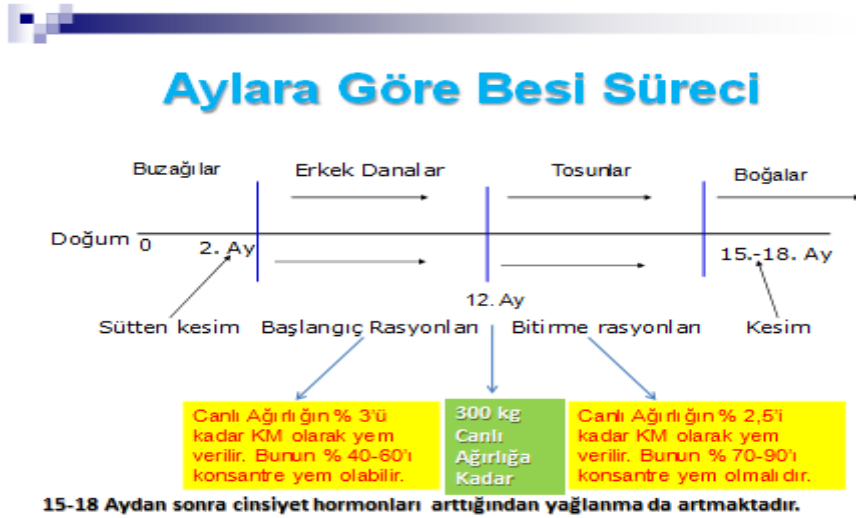 Aylara Göre Besi Süreci
Buzağılar Erkek Danalar Tosunlar Boğalar
Doğum 0 2. Ay 15.-18. Ay
12. Ay
Sütten kesim Başlangıç Rasyonları Bitirme rasyonları Kesim
Canlı Ağırlığın % 3'ü
kadar KM olarak yem
verilir. Bunun % 40-60'ı
konsantre yem olabilir.
300 kg
Canlı
Ağırlığa
Kadar
Canlı Ağırlığın % 2,5'i
kadar KM olarak yem
verilir. Bunun % 70-90'ı
konsantre yem olmalıdır.
15-18 Aydan sonra cinsiyet hormonları arttığından yağlanma da artmaktadır.